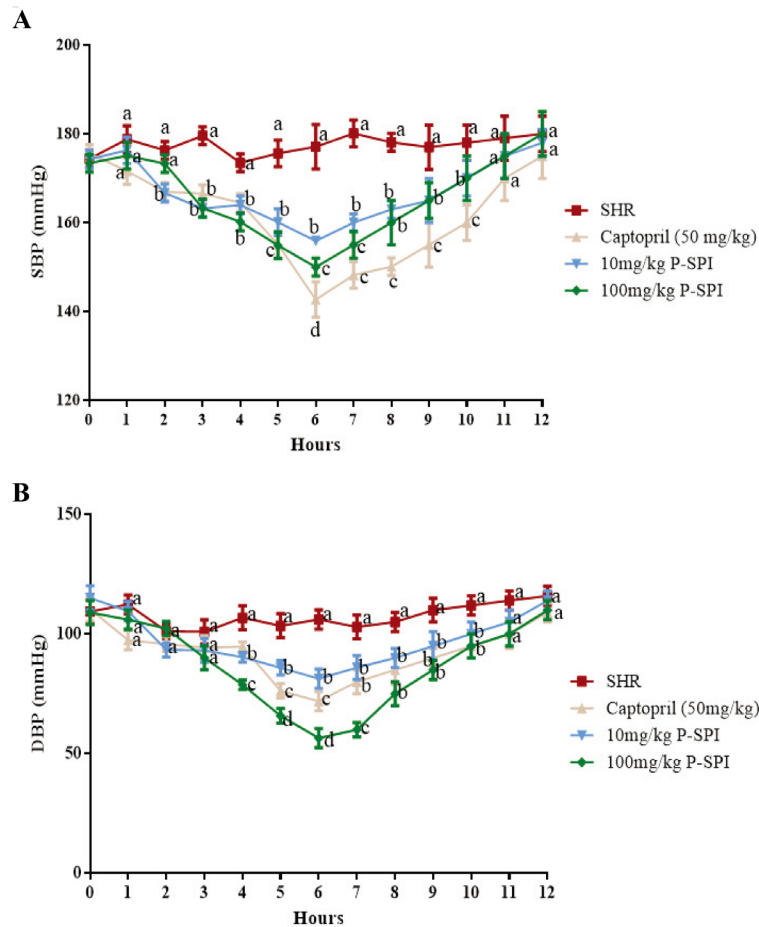 A
200
180
160
140
120
SBP (mmHg)
a a a a a a a a a a a a a
a a b b b b b b b b b a a
a b c c c c c c a
d
0 1 2 3 4 5 6 7 8 9 10 11 12
Hours
SHR
Captopril (50 mg/kg)
10mg/kg P-SPI
100mg/kg P-SPI
B
150
100
50
0
DBP (mmHg)
a a a a a a a a a a a a
a a a b b b b b b b a a
a a c c c b b b b a
d d c b
0 1 2 3 4 5 6 7 8 9 10 11 12
Hours
SHR
Captopril (50mg/kg)
10mg/kg P-SPI
100mg/kg P-SPI